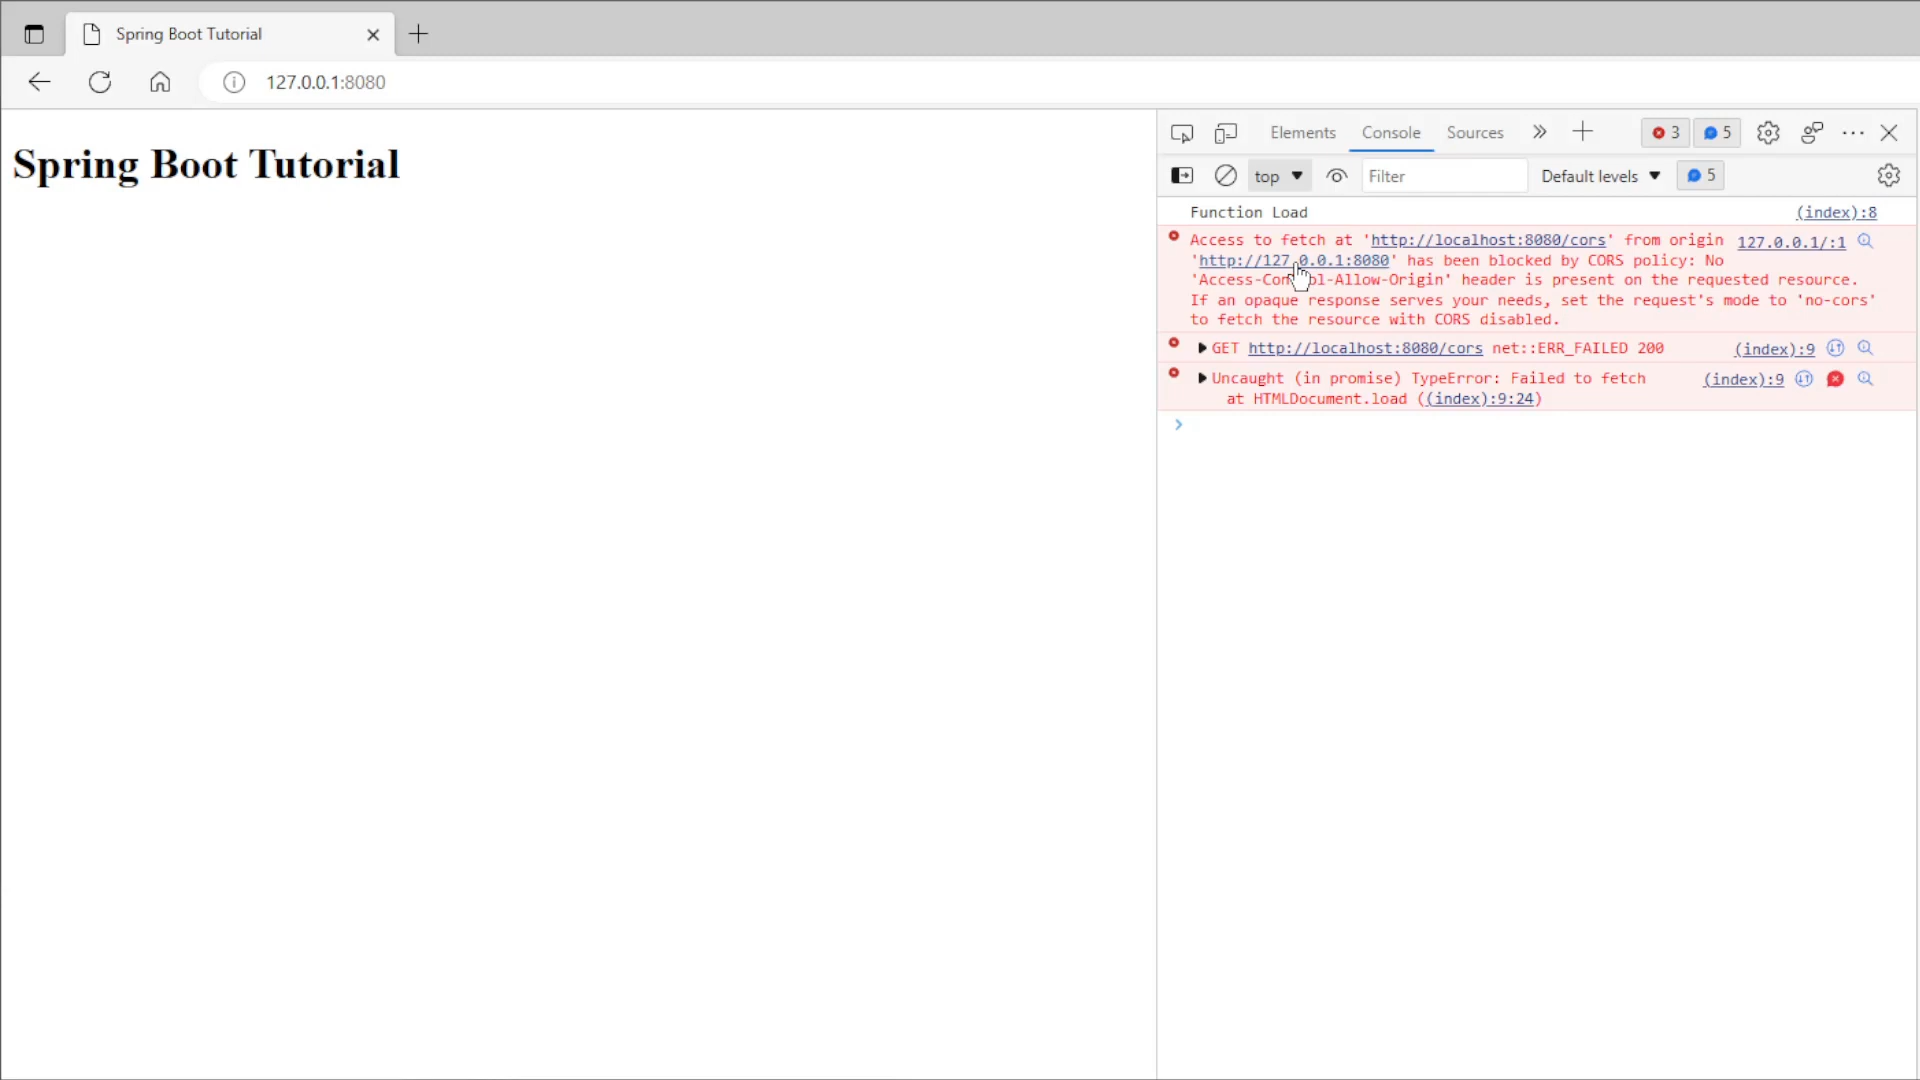 Spring Boot Tutorial
127.0.0.1:8080
Spring Boot Tutorial
Elements Console Sources 3 5
top Filter Default levels 5
Function Load (index):8
Access to fetch at 'http://localhost:8080/cors' from origin 127.0.0.1/:1
'http://127.0.0.1:8080' has been blocked by CORS policy: No
'Access-Control-Allow-Origin' header is present on the requested resource.
If an opaque response serves your needs, set the request's mode to 'no-cors'
to fetch the resource with CORS disabled.
GET http://localhost:8080/cors net::ERR_FAILED 200 (index):9
Uncaught (in promise) TypeError: Failed to fetch (index):9
at HTMLDocument.load ((index):9:24)